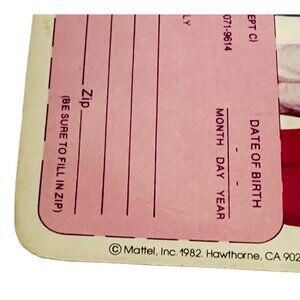 EPT C)
071-9614
LY
DATE OF BIRTH
MONTH DAY YEAR
Zip
(BE SURE TO FILL IN ZIP)
© Mattel, Inc. 1982. Hawthorne, CA 902